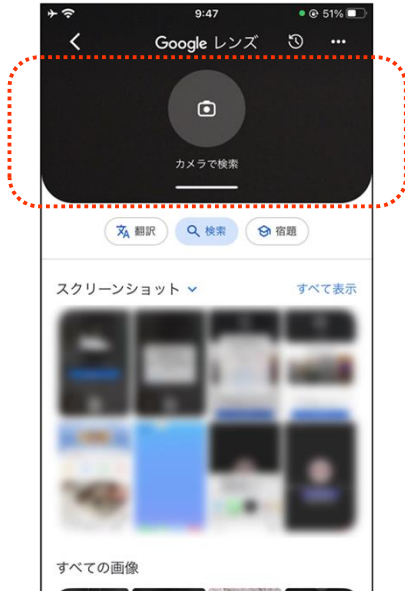 9:47
51%
Google レンズ
カメラで検索
翻訳
検索
宿題
スクリーンショット
すべて表示
すべての画像